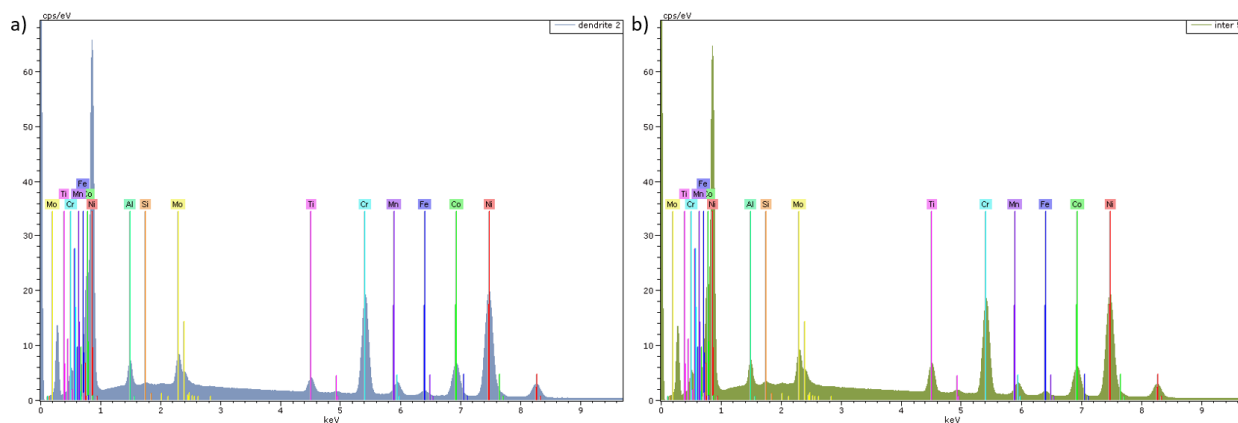 a)
cps/eV
dendrite 2
60
50
40
30
20
10
0
Fe
Ti Mn Co
Mo Cr Ni Al Si Mo Ti Cr Mn Fe Co Ni
0 1 2 3 4 5 6 7 8 9
keV
b)
cps/eV
inter
60
50
40
30
20
10
0
Fe
Ti Mn Co
Mo Cr Ni Al Si Mo Ti Cr Mn Fe Co Ni
0 1 2 3 4 5 6 7 8 9
keV